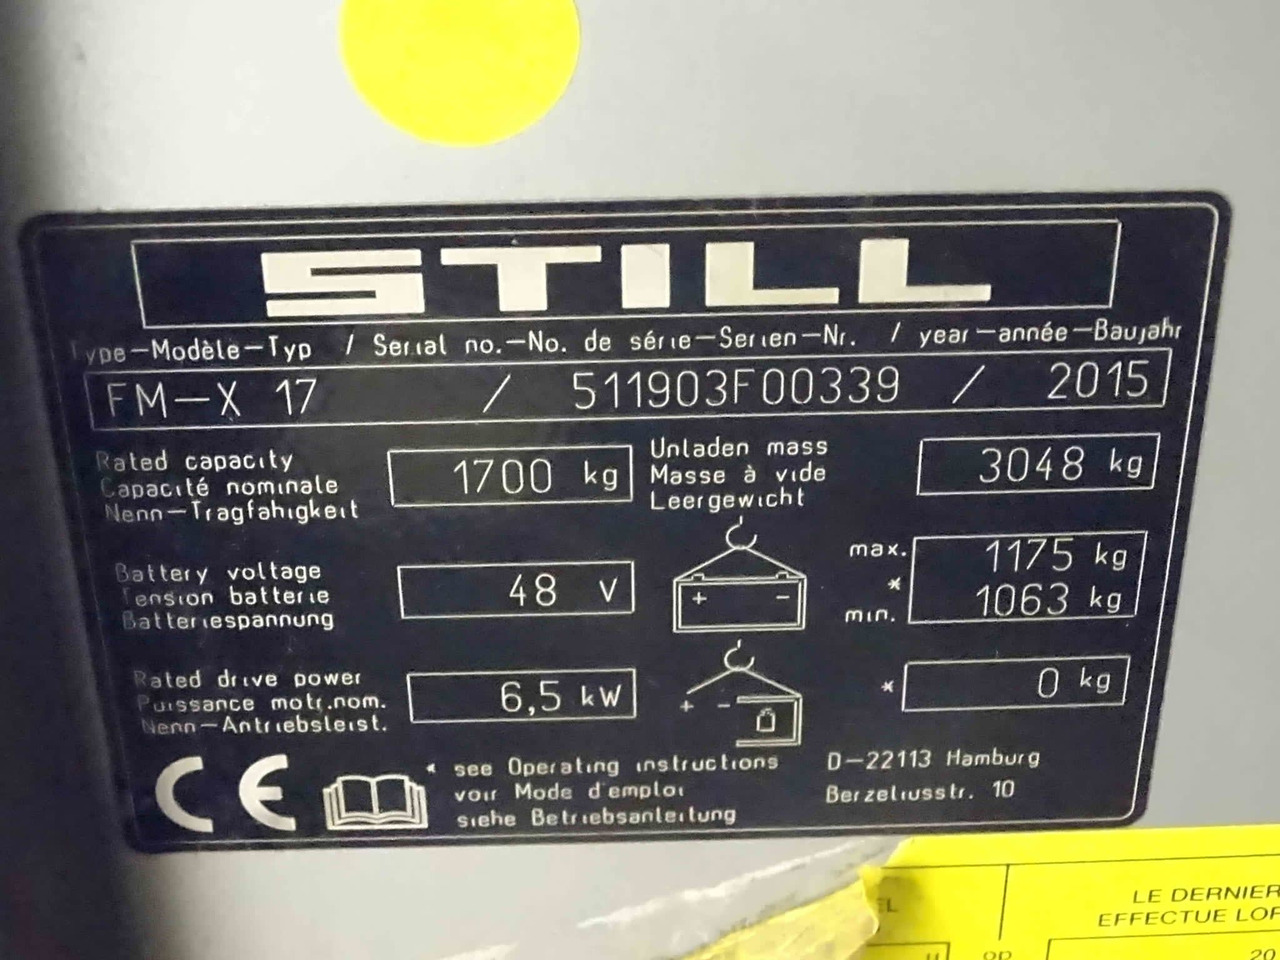 STILL
Type-Modèle-Typ / Serial no.-No. de série-Serien-Nr. / year-année-Baujahr
FM-X 17 / 511903F00339 / 2015
Rated capacity
Capacité nominale
Nenn-Tragfähigkeit
1700 kg
Unladen mass
Masse à vide
Leergewicht
3048 kg
Battery voltage
Tension batterie
Batteriespannung
48 V
+ -
max. 1175 kg
*
min. 1063 kg
Rated drive power
Puissance motr.nom.
Nenn-Antriebsleist.
6,5 kW
+ -
* 0 kg
CE
* see Operating instructions
voir Mode d'emploi
siehe Betriebsanleitung
D-22113 Hamburg
Berzeliusstr. 10
LE DERNIER
EFFECTUE
20